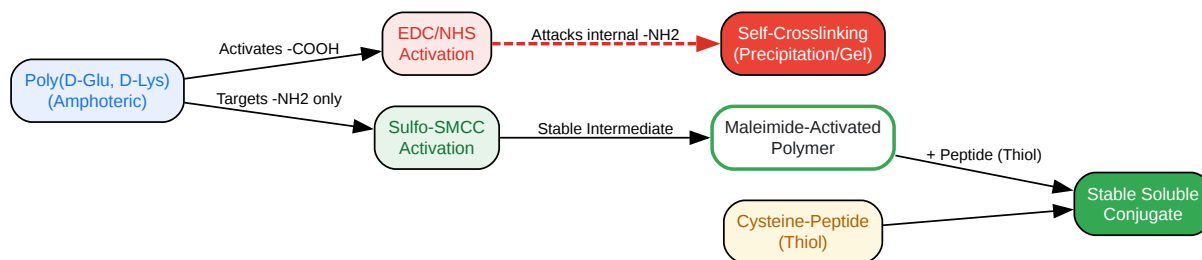 Poly(D-Glu, D-Lys)
(Amphoteric)
Activates -COOH
Targets -NH2 only
EDC/NHS
Activation
Attacks internal -NH2
Self-Crosslinking
(Precipitation/Gel)
Sulfo-SMCC
Activation
Stable Intermediate
Maleimide-Activated
Polymer
+ Peptide (Thiol)
Cysteine-Peptide
(Thiol)
Stable Soluble
Conjugate